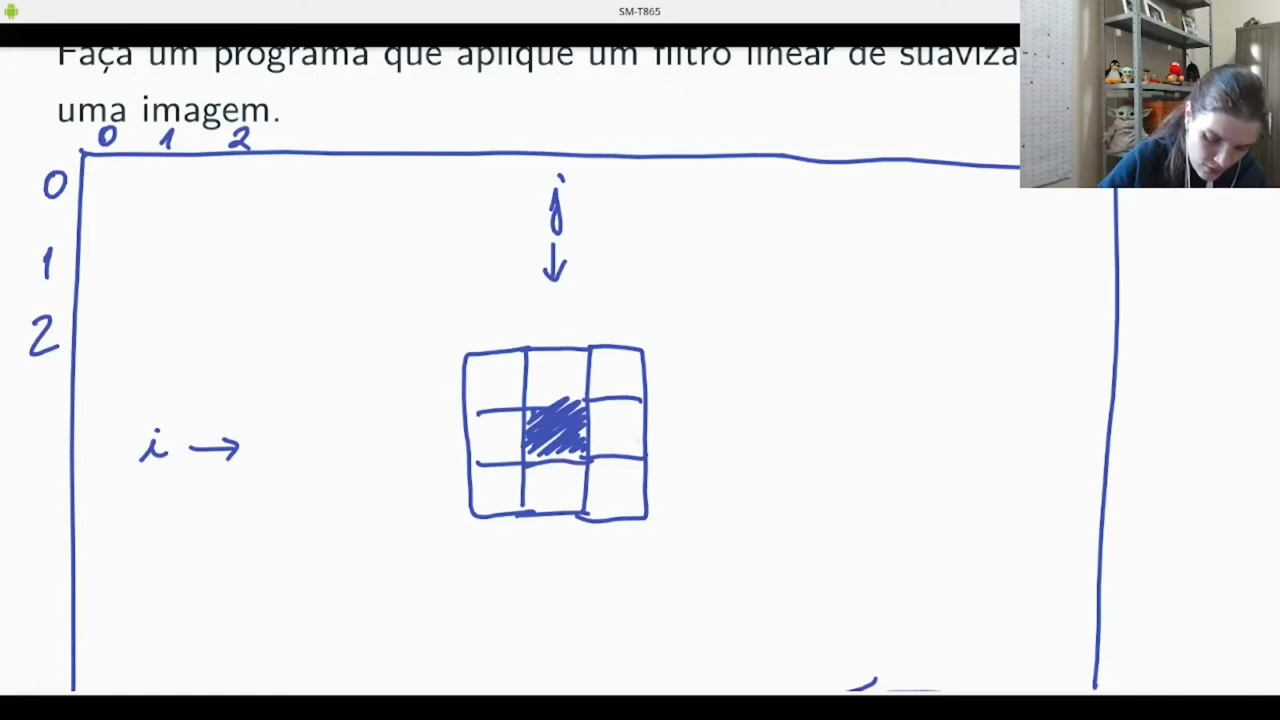 SM-T865
Faça um programa que aplique um filtro linear de
uma imagem.
0 1 2
0
j
1
2
i